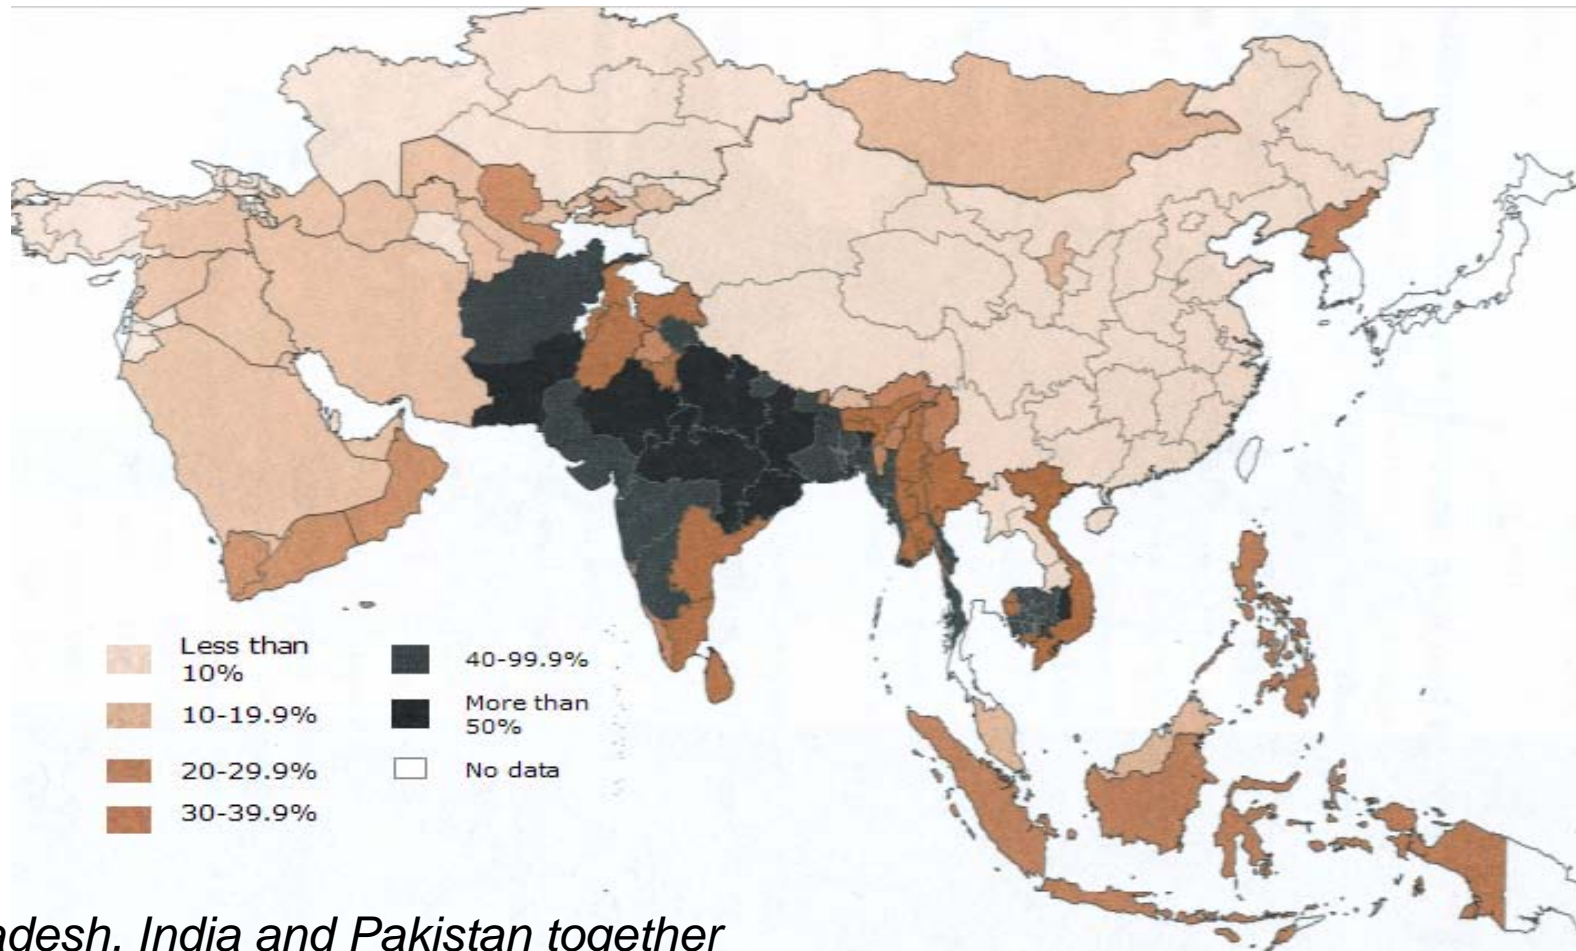 Less than
10%
10-19.9%
20-29.9%
30-39.9%
40-99.9%
More than
50%
No data
India and Pakistan together